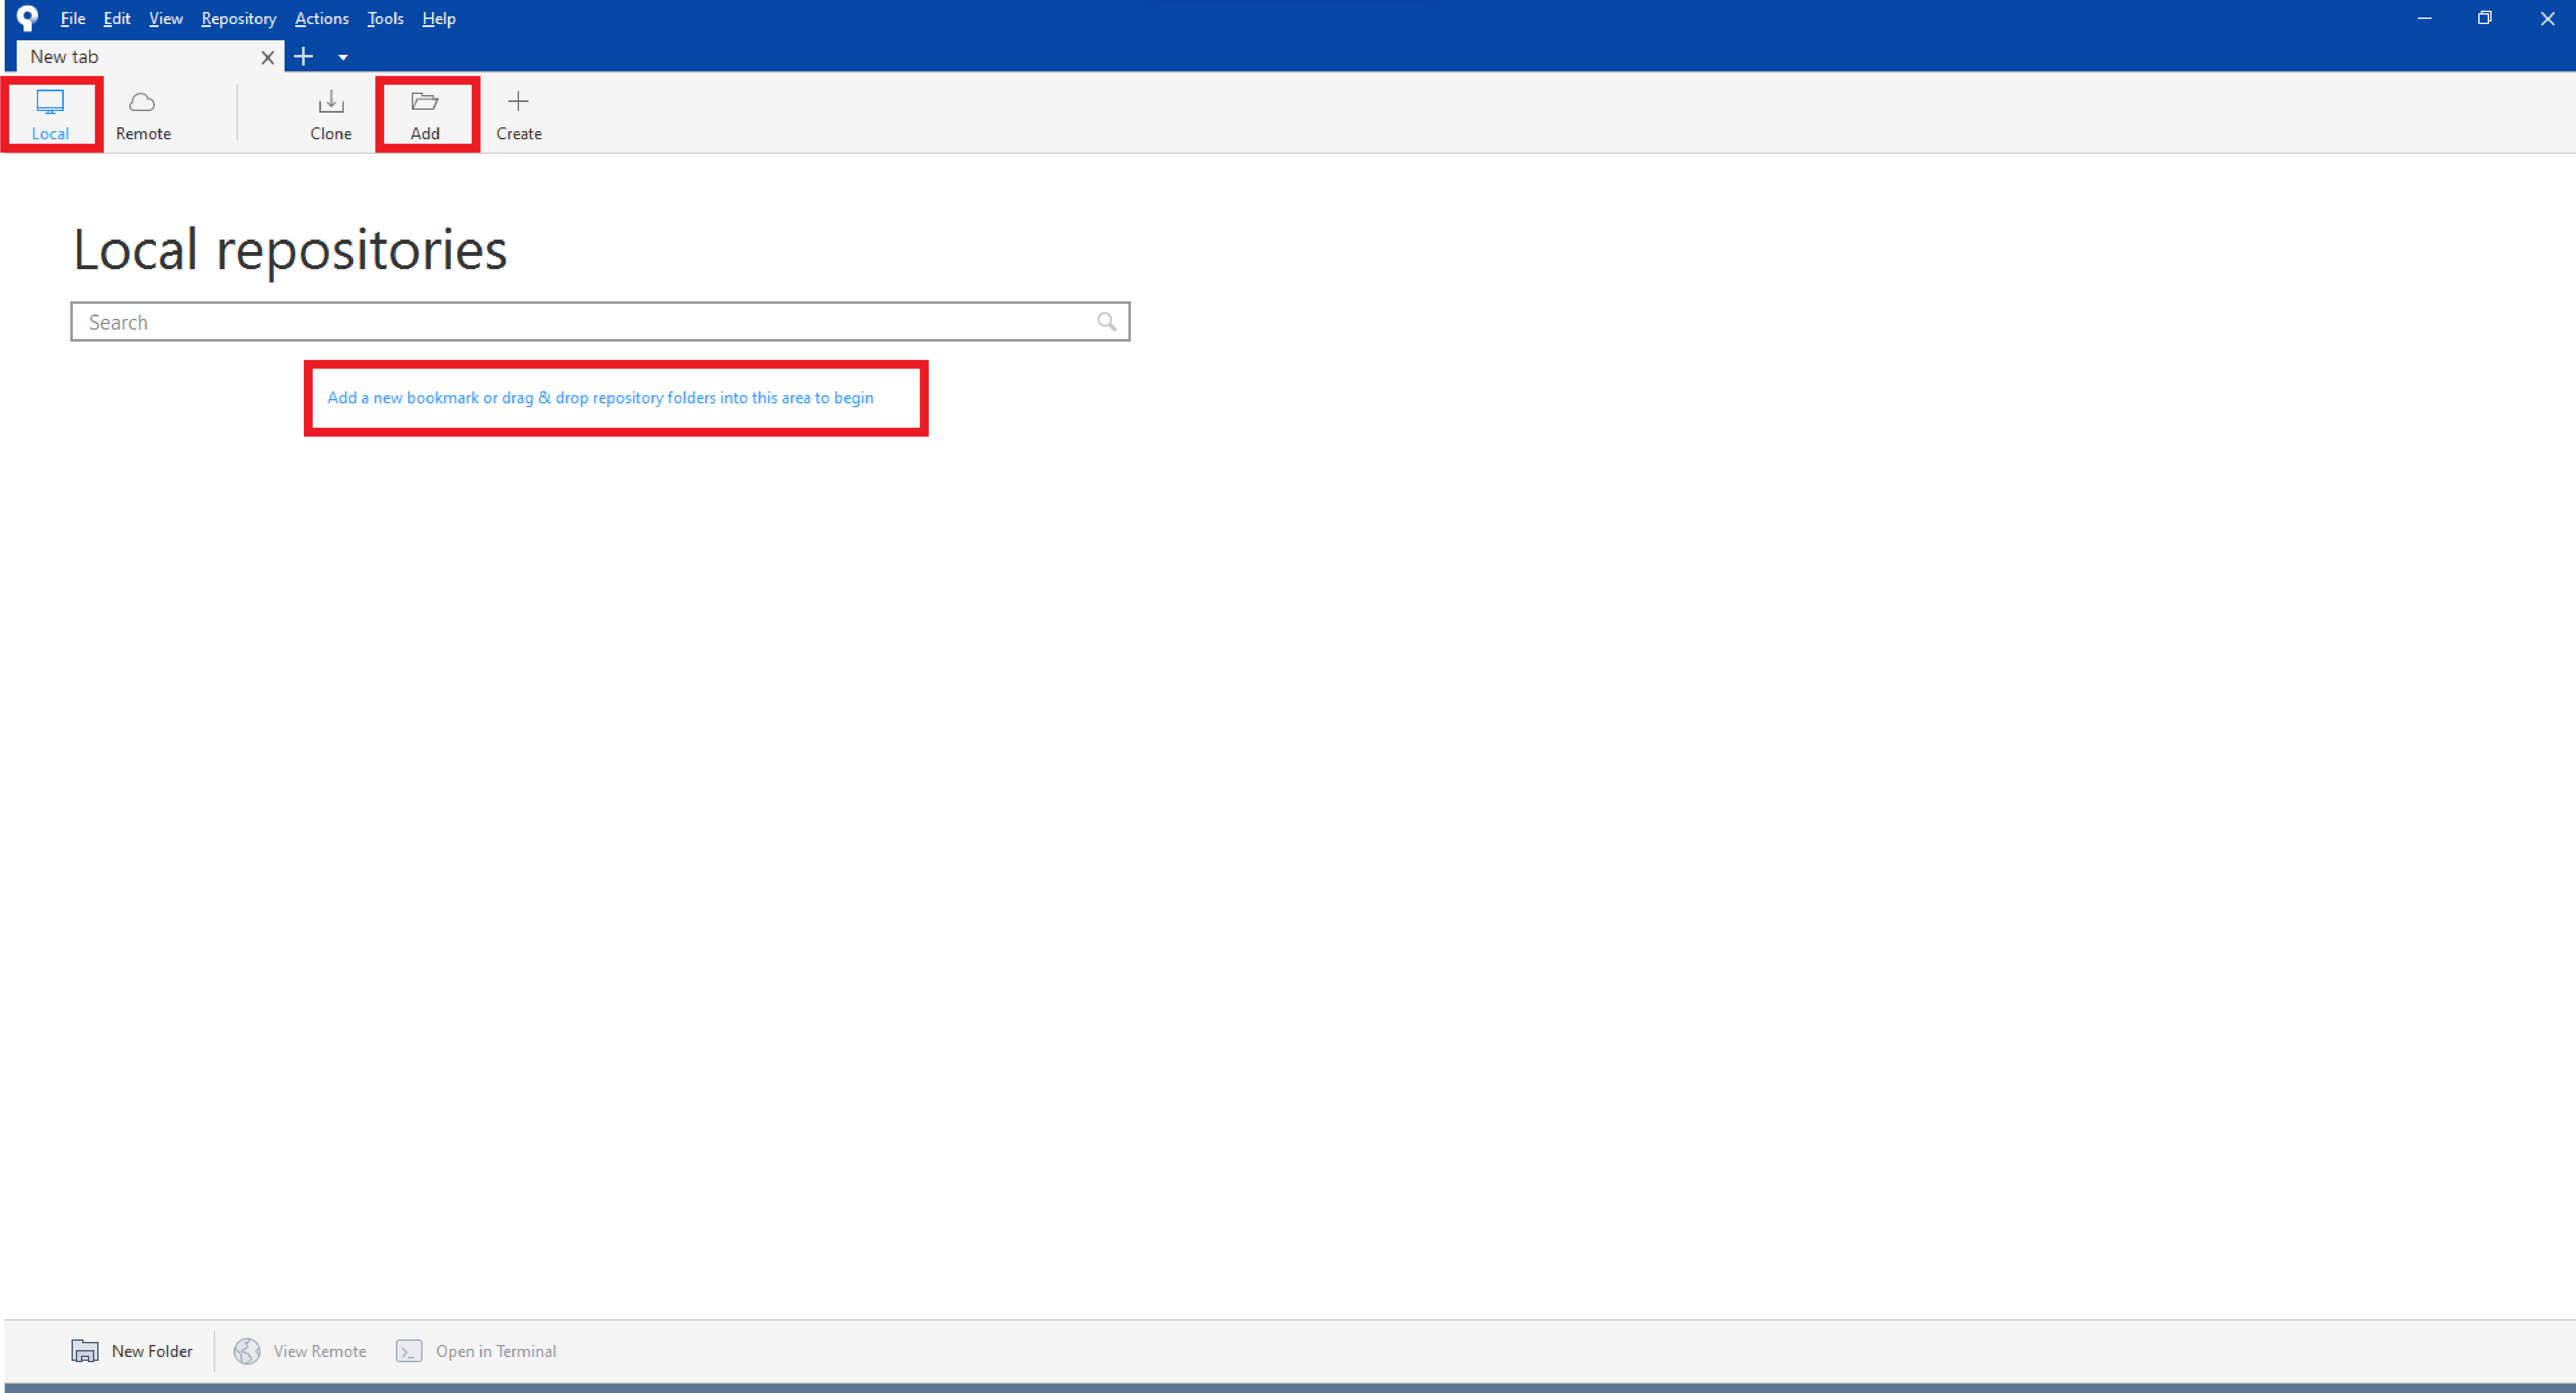 File Edit View Repository Actions Tools Help
New tab
Local Remote Clone Add Create
Local repositories
Search
Add a new bookmark or drag & drop repository folders into this area to begin
New Folder View Remote Open in Terminal